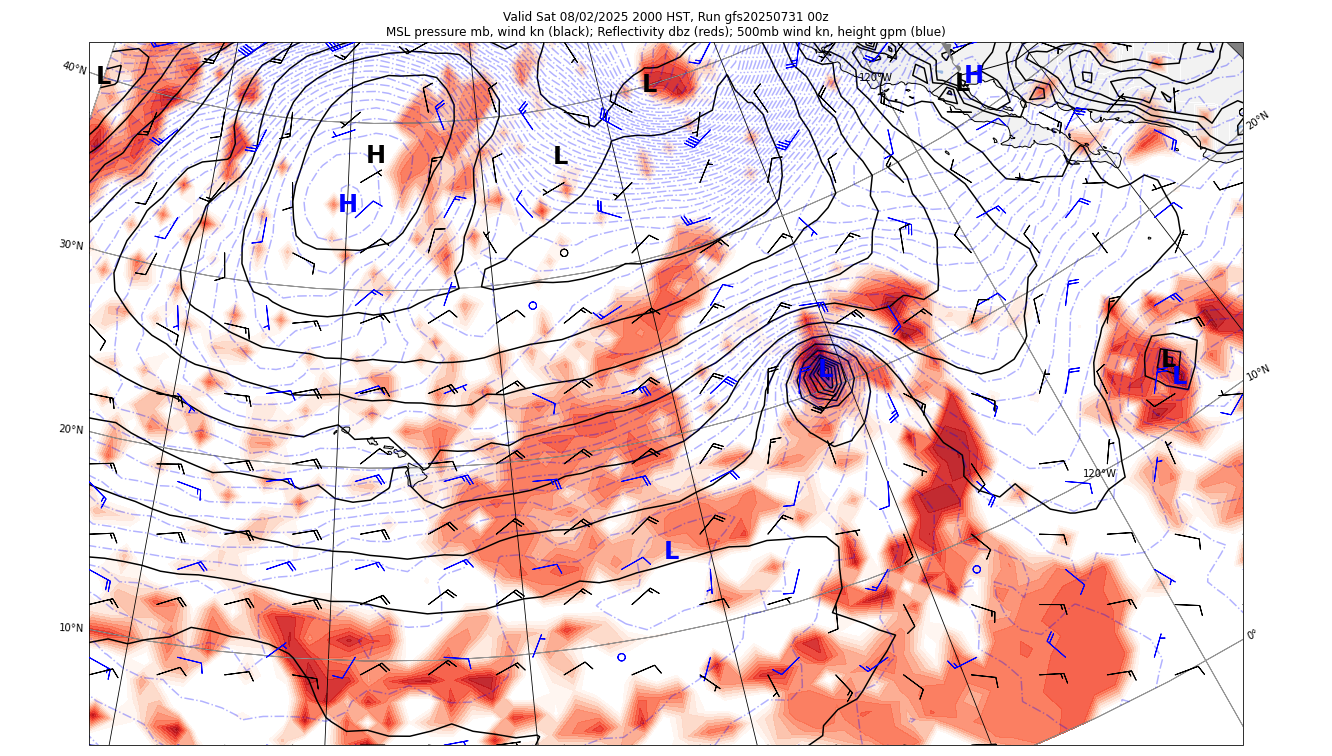 Valid Sat 08/02/2025 2000 HST, Run gfs20250731 00z
MSL pressure mb, wind kn (black); Reflectivity dbz (reds); 500mb wind kn, height gpm (blue)
40°N
L
L
120°W
L
H
20°N
H
L
H
30°N
L
L
L
10°N
20°N
120°W
L
10°N
0°